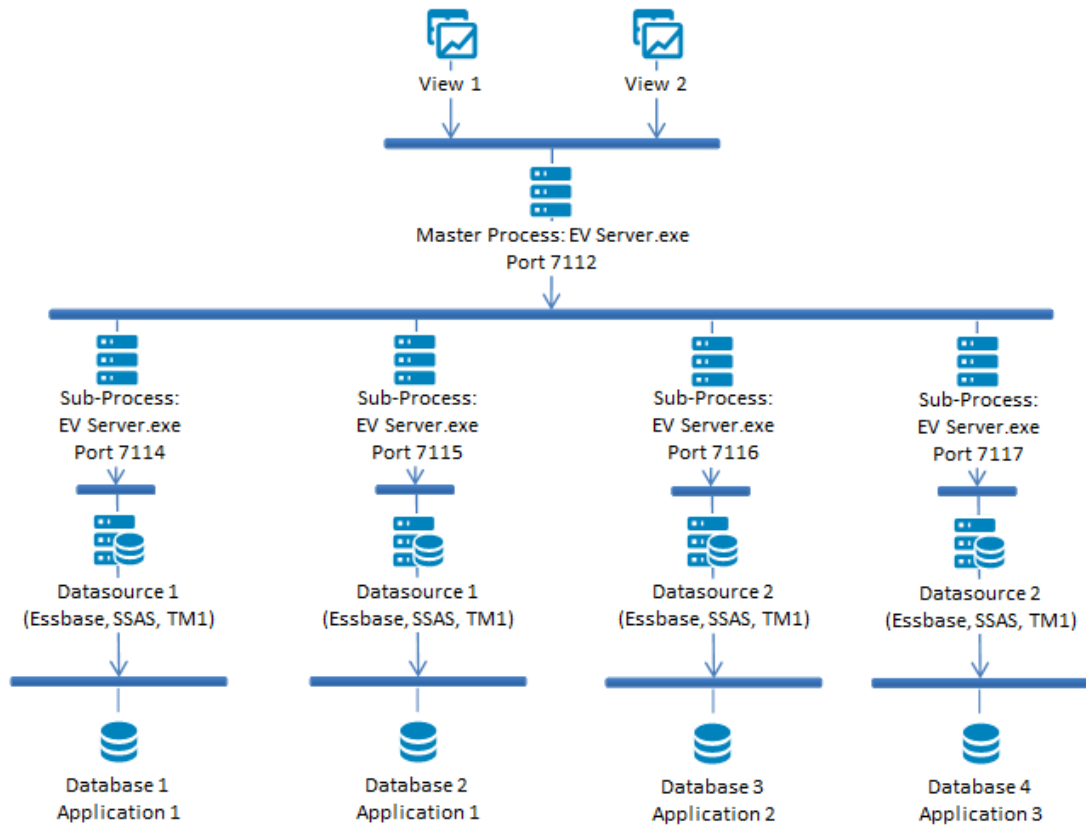 View 1
View 2
Master Process: EV Server.exe
Port 7112
Sub-Process:
EV Server.exe
Port 7114
Sub-Process:
EV Server.exe
Port 7115
Sub-Process:
EV Server.exe
Port 7116
Sub-Process:
EV Server.exe
Port 7117
Datasource 1
(Essbase, SSAS, TM1)
Datasource 1
(Essbase, SSAS, TM1)
Datasource 2
(Essbase, SSAS, TM1)
Datasource 2
(Essbase, SSAS, TM1)
Database 1
Application 1
Database 2
Application 1
Database 3
Application 2
Database 4
Application 3